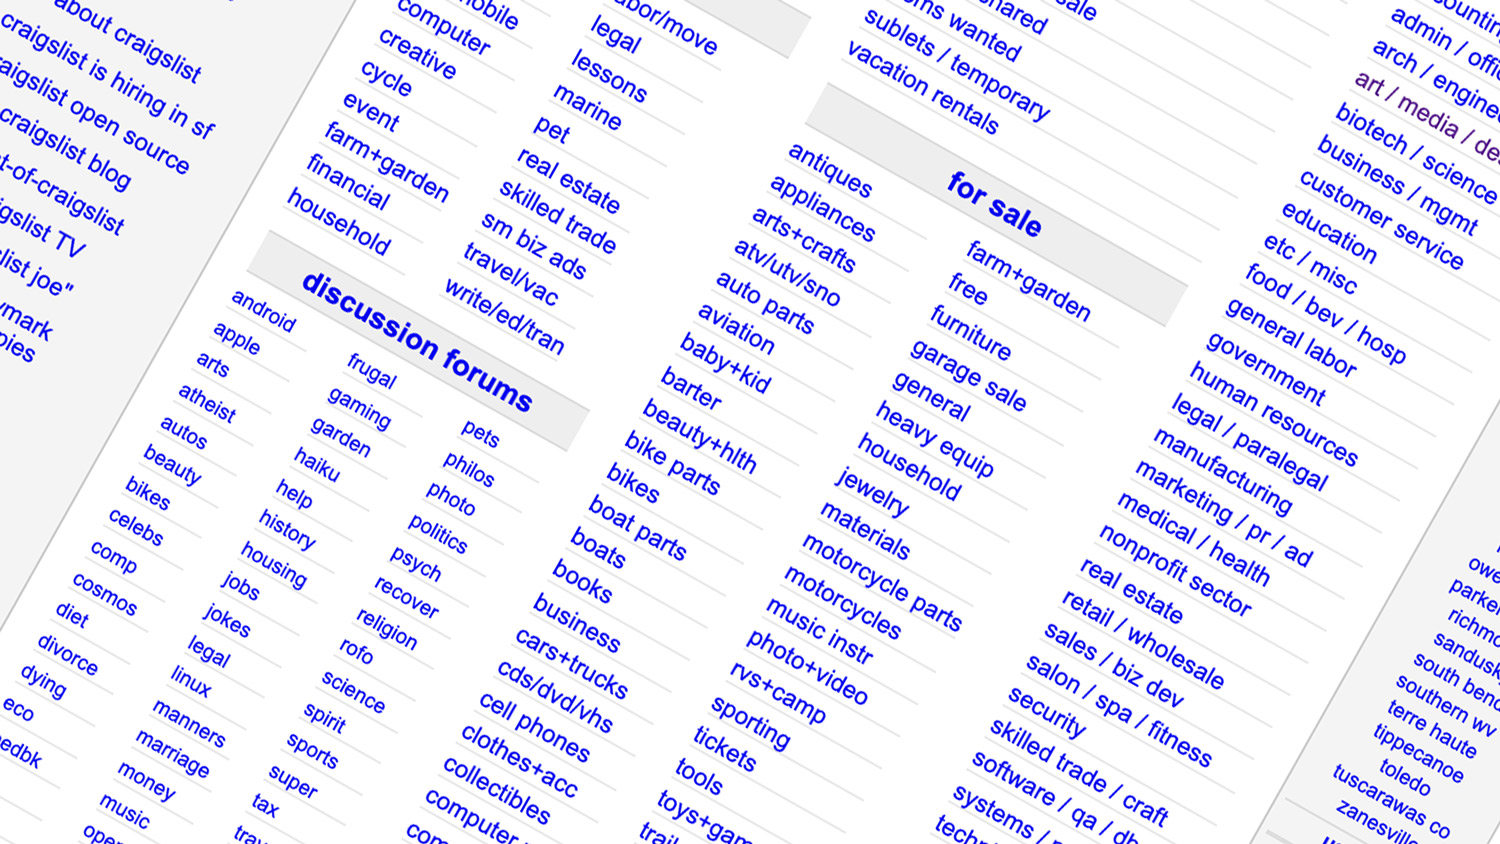 about craigslist
craigslist is hiring in sf
craigslist open source
craigslist blog
best-of-craigslist
craigslist TV
craigslist joe"
craigslist
computer
creative
cycle
event
farm+garden
financial
household
labor/move
legal
lessons
marine
pet
real estate
skilled trade
sm biz ads
travel/vac
write/ed/tran
discussion forums
android
apple
arts
atheist
autos
beauty
bikes
celebs
comp
cosmos
diet
divorce
dying
eco
frugal
gaming
garden
haiku
help
history
housing
jobs
jokes
legal
linux
manners
marriage
money
music
pets
philos
photo
politics
psych
recover
religion
rofo
science
spirit
sports
super
tax
wanted
sublets / temporary
vacation rentals
for sale
antiques
appliances
arts+crafts
atv/utv/sno
auto parts
aviation
baby+kid
barter
beauty+hlth
bike parts
bikes
boat parts
boats
books
business
cars+trucks
cds/dvd/vhs
cell phones
clothes+acc
collectibles
computer
farm+garden
free
furniture
garage sale
general
heavy equip
household
jewelry
materials
motorcycle parts
motorcycles
music instr
photo+video
rvs+camp
sporting
tickets
tools
toys+gam
admin / offi
arch / enginee
art / media / des
biotech / science
business / mgmt
customer service
education
etc / misc
food / bev / hosp
general labor
government
human resources
legal / paralegal
manufacturing
marketing / pr / ad
medical / health
nonprofit sector
real estate
retail / wholesale
sales / biz dev
salon / spa / fitness
security
skilled trade / craft
software / qa / db
systems /
richmo
sandusk
south bend
southern wv
terre haute
tippecanoe
toledo
tuscarawas co
zanesville